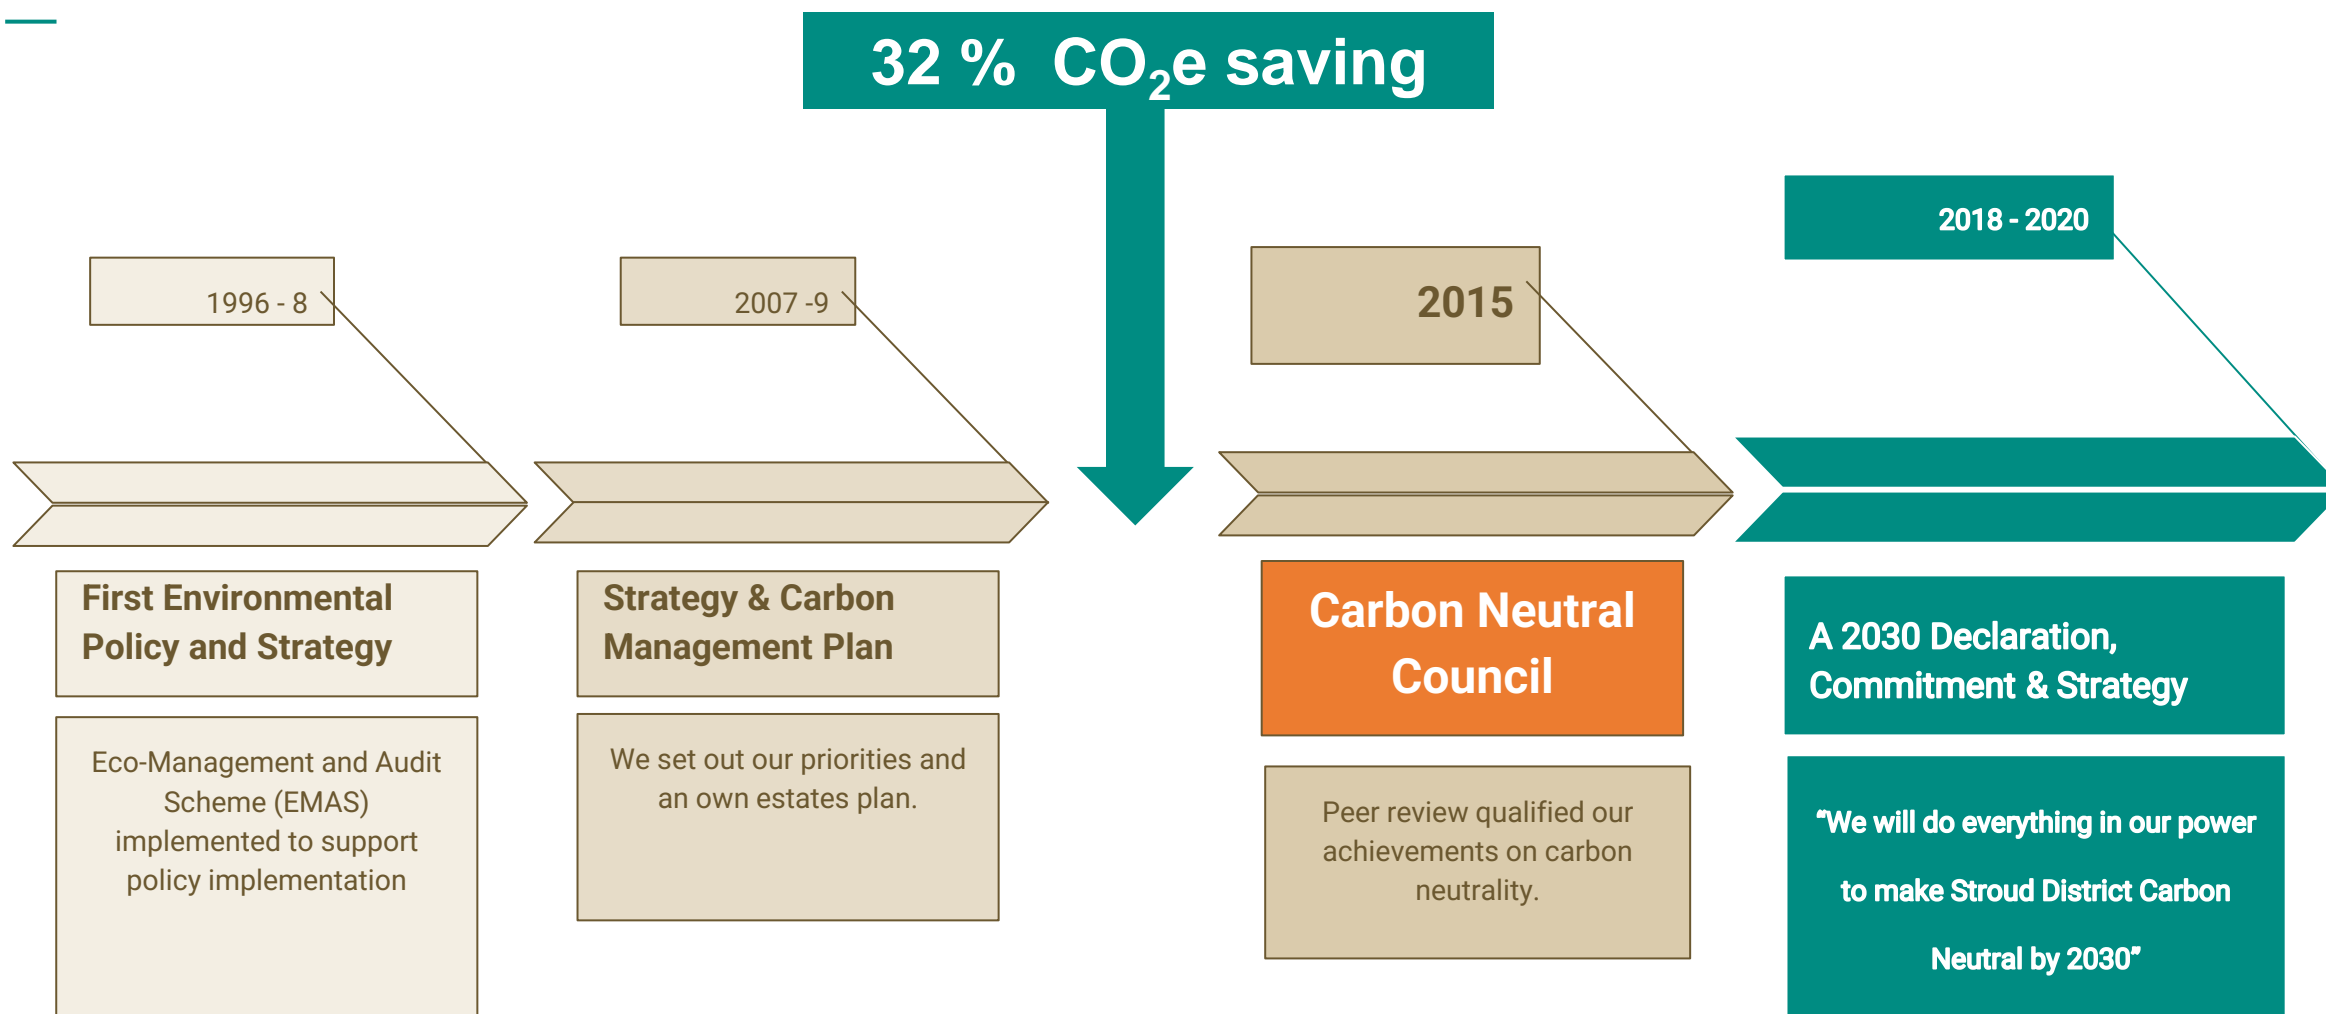 32 % CO₂e saving
1996 - 8
2007 -9
2015
2018 - 2020
First Environmental
Policy and Strategy
Eco-Management and Audit
Scheme (EMAS)
implemented to support
policy implementation
Strategy & Carbon
Management Plan
We set out our priorities and
an own estates plan.
Carbon Neutral
Council
Peer review qualified our
achievements on carbon
neutrality.
A 2030 Declaration,
Commitment & Strategy
“We will do everything in our power
to make Stroud District Carbon
Neutral by 2030”